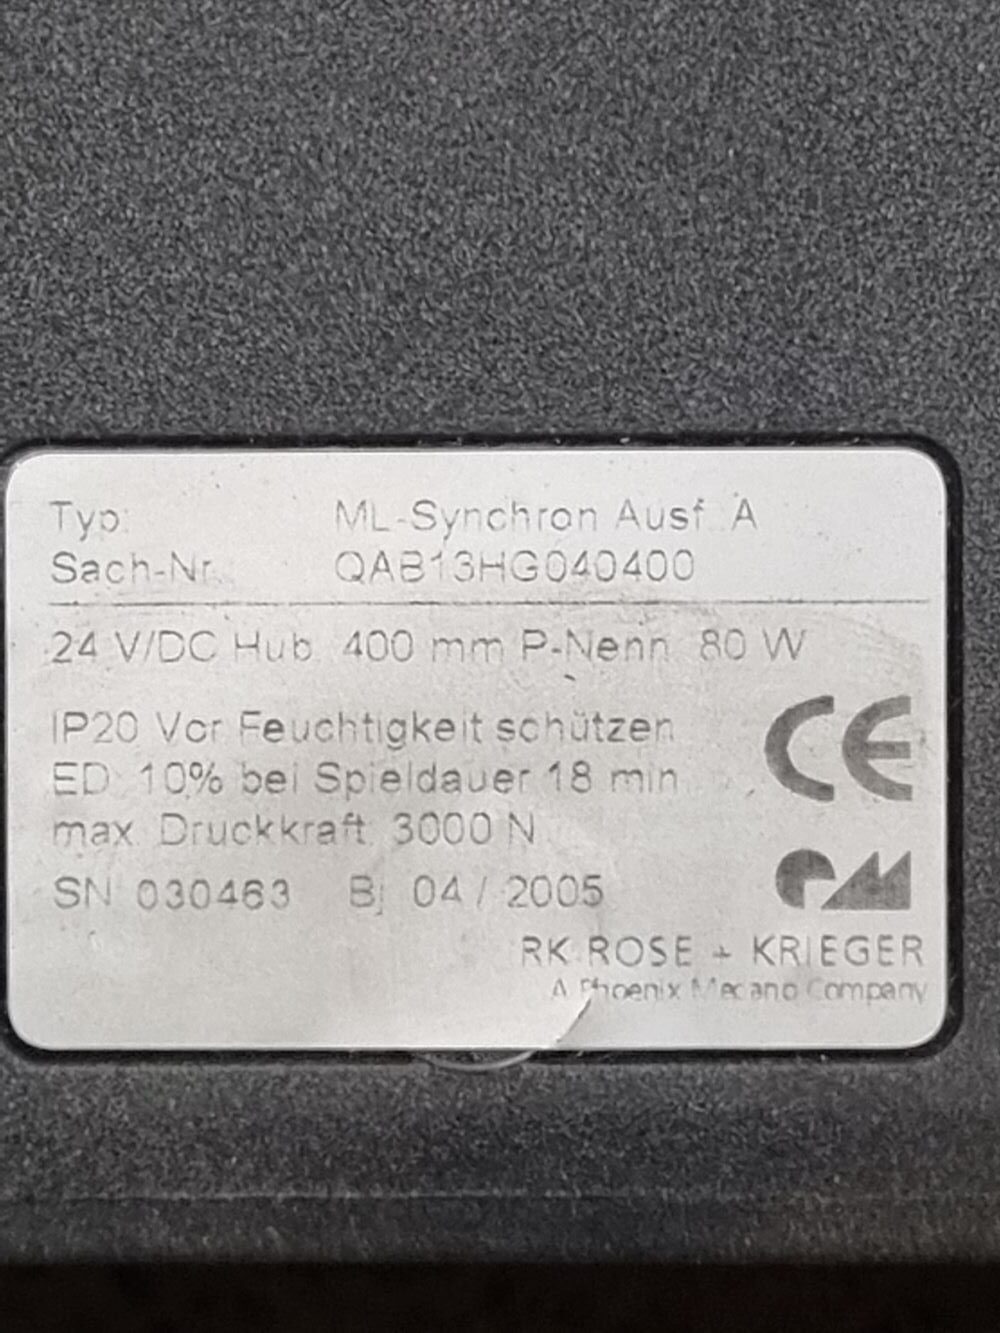 Typ: ML-Synchron Ausf. A
Sach-Nr. QAB13HG040400
24 V/DC Hub 400 mm P-Nenn 80 W
IP20 Vor Feuchtigkeit schützen
ED: 10% bei Spieldauer 18 min
max. Druckkraft 3000 N
SN 030463 Bj 04 / 2005
CE
RK ROSE + KRIEGER
A Phoenix Mecano Company